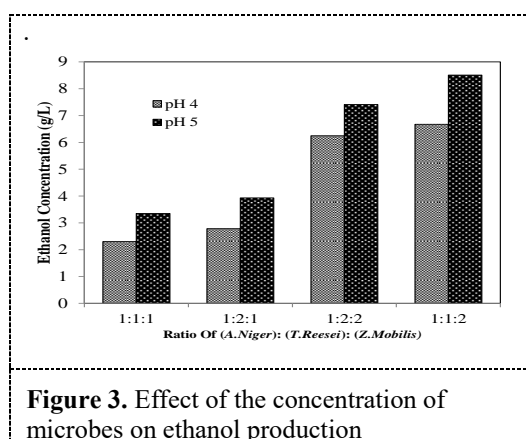 .
9
8
7
6
5
4
3
2
1
0
Ethanol Concentration (g/L)
pH 4
pH 5
1:1:1 1:2:1 1:2:2 1:1:2
Ratio Of (A.Niger): (T.Reesei): (Z.Mobilis)
Figure 3. Effect of the concentration of
microbes on ethanol production